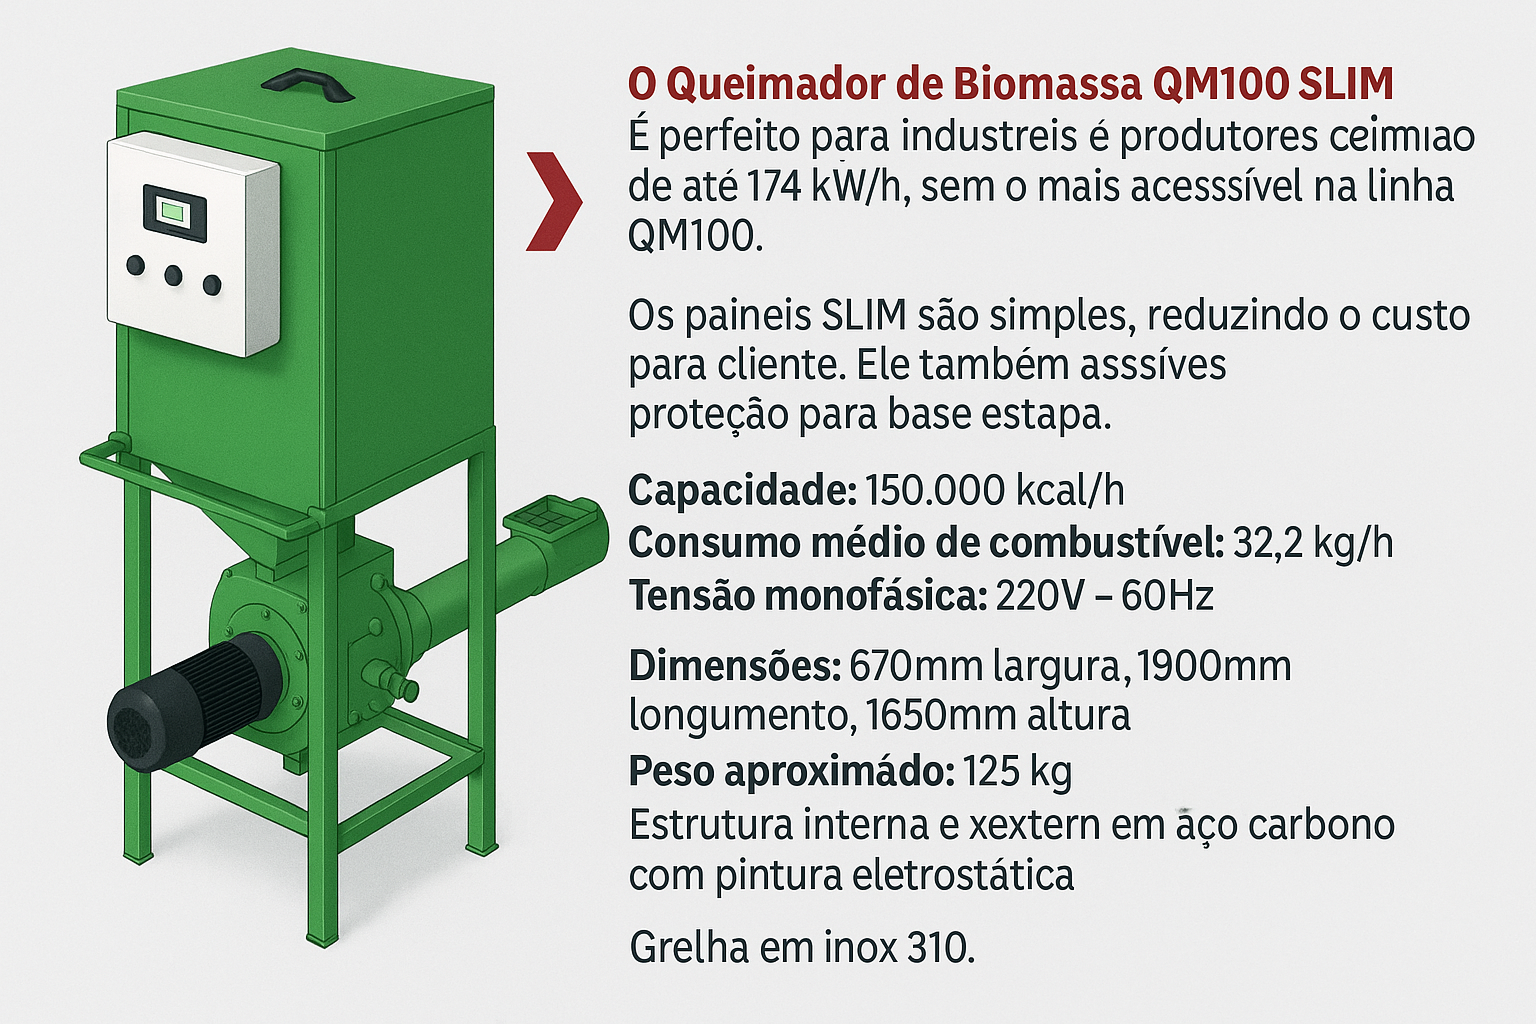 O Queimador de Biomassa QM100 SLIM
É perfeito para industreis é produtores ceimıııao
de até 174 kW/h, sem o mais acesssível na linha
QM100.
Os paineis SLIM são simples, reduzindo o custo
para cliente. Ele também asssíves
proteção para base estapa.
Capacidade: 150.000 kcal/h
Consumo médio de combustível: 32,2 kg/h
Tensão monofásica: 220V – 60Hz
Dimensões: 670mm largura, 1900mm
longumento, 1650mm altura
Peso aproximádo: 125 kg
Estrutura interna e xextern em aço carbono
com pintura eletrostática
Grelha em inox 310.